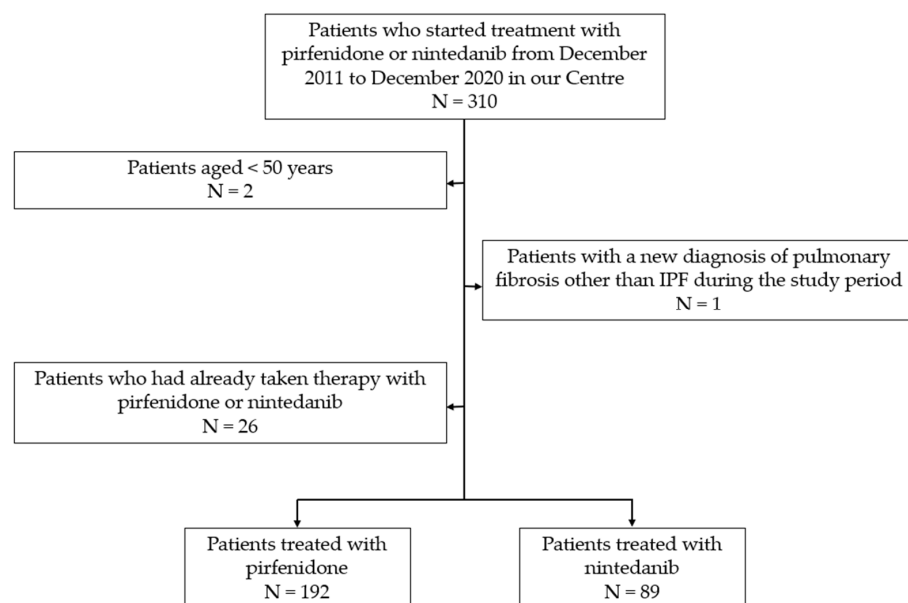 Patients who started treatment with
pirfenidone or nintedanib from December
2011 to December 2020 in our Centre
N = 310
Patients aged < 50 years
N = 2
Patients with a new diagnosis of pulmonary
fibrosis other than IPF during the study period
N = 1
Patients who had already taken therapy with
pirfenidone or nintedanib
N = 26
Patients treated with
pirfenidone
N = 192
Patients treated with
nintedanib
N = 89